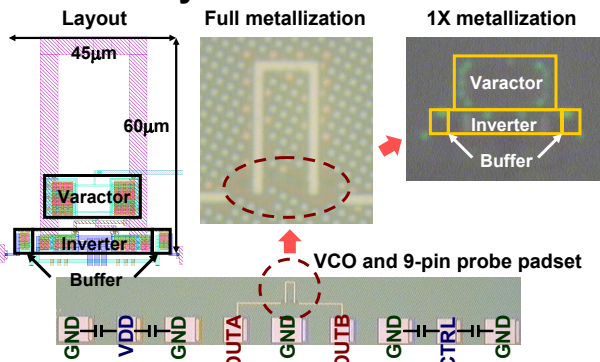 Layout
Full metallization
1X metallization
45μm
60μm
Varactor
Inverter
Buffer
Varactor
Inverter
Buffer
VCO and 9-pin probe padset
GND
VDD
GND
OUTA
GND
OUTB
GND
CTRL
GND